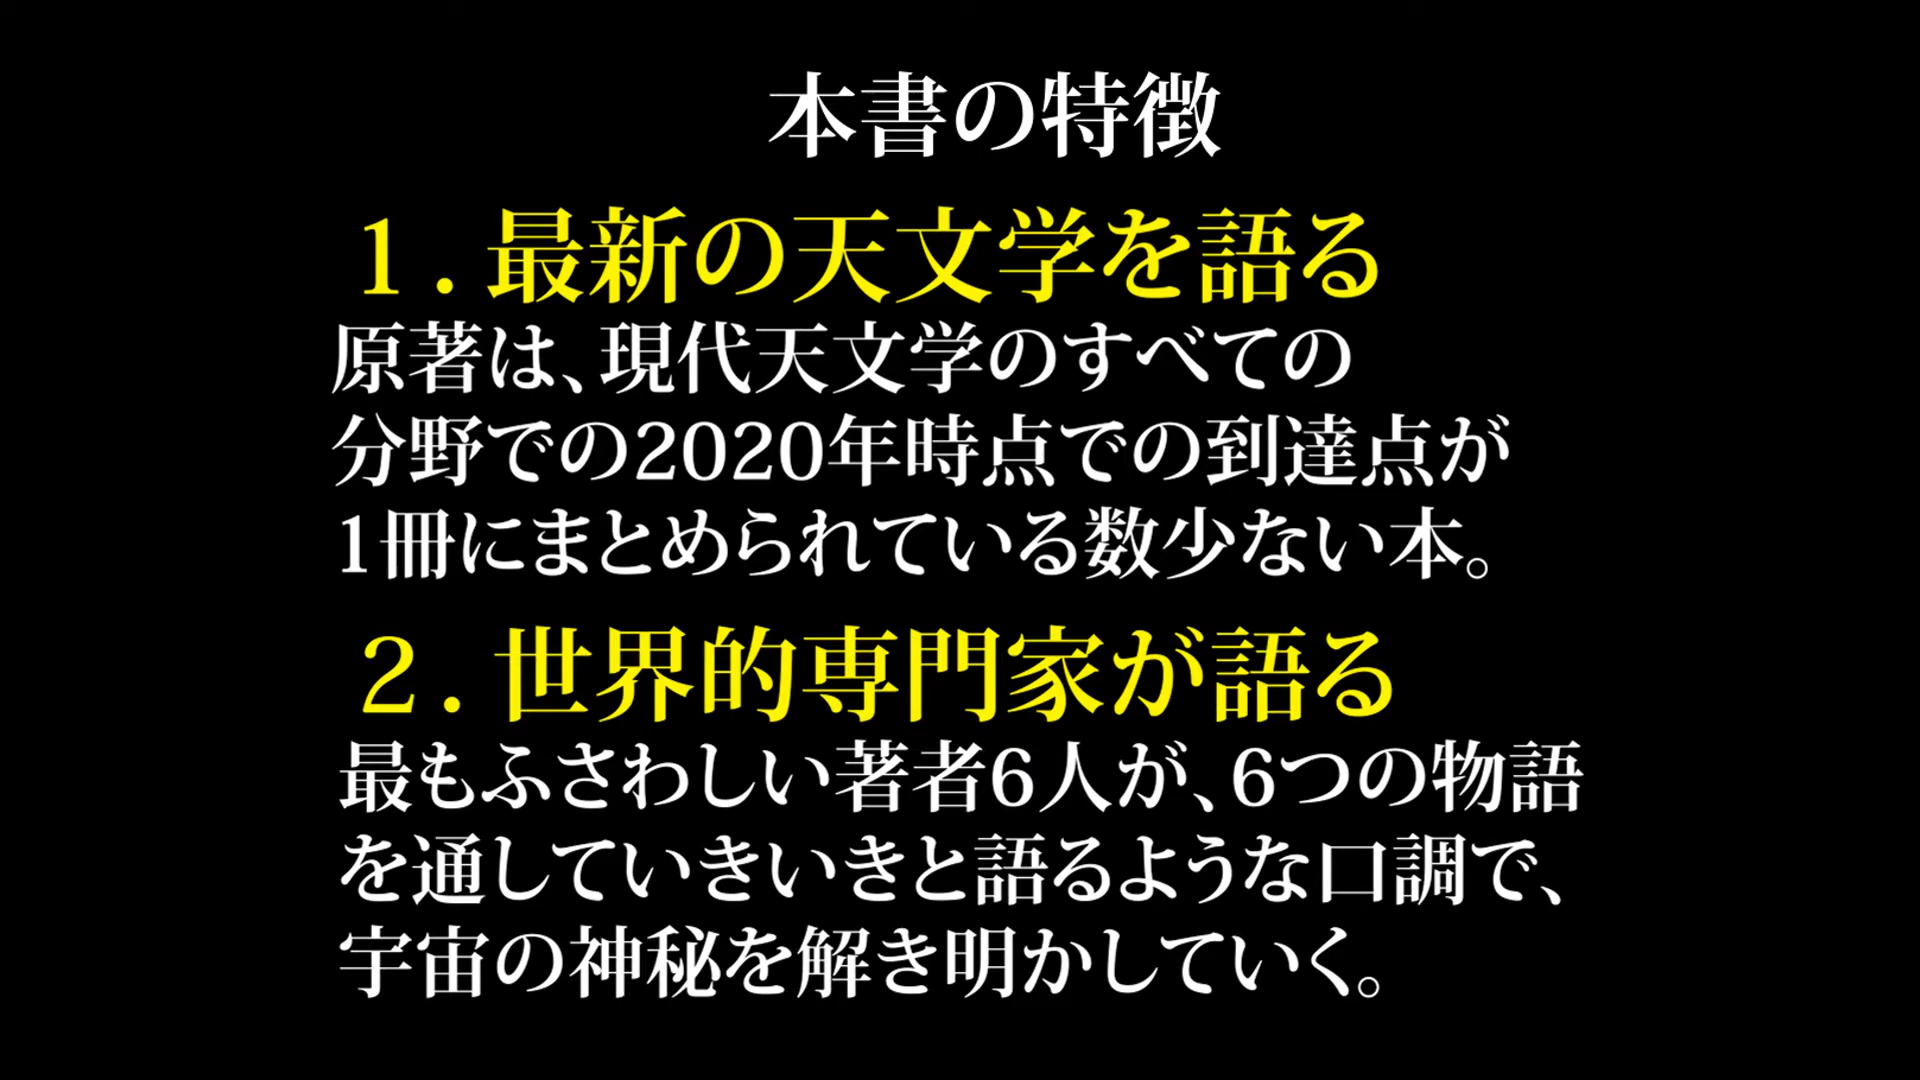 本書の特徴
１．最新の天文学を語る
原著は、現代天文学のすべての
分野での2020年時点での到達点が
1冊にまとめられている数少ない本。
２．世界的専門家が語る
最もふさわしい著者6人が、6つの物語
を通していきいきと語るような口調で、
宇宙の神秘を解き明かしていく。